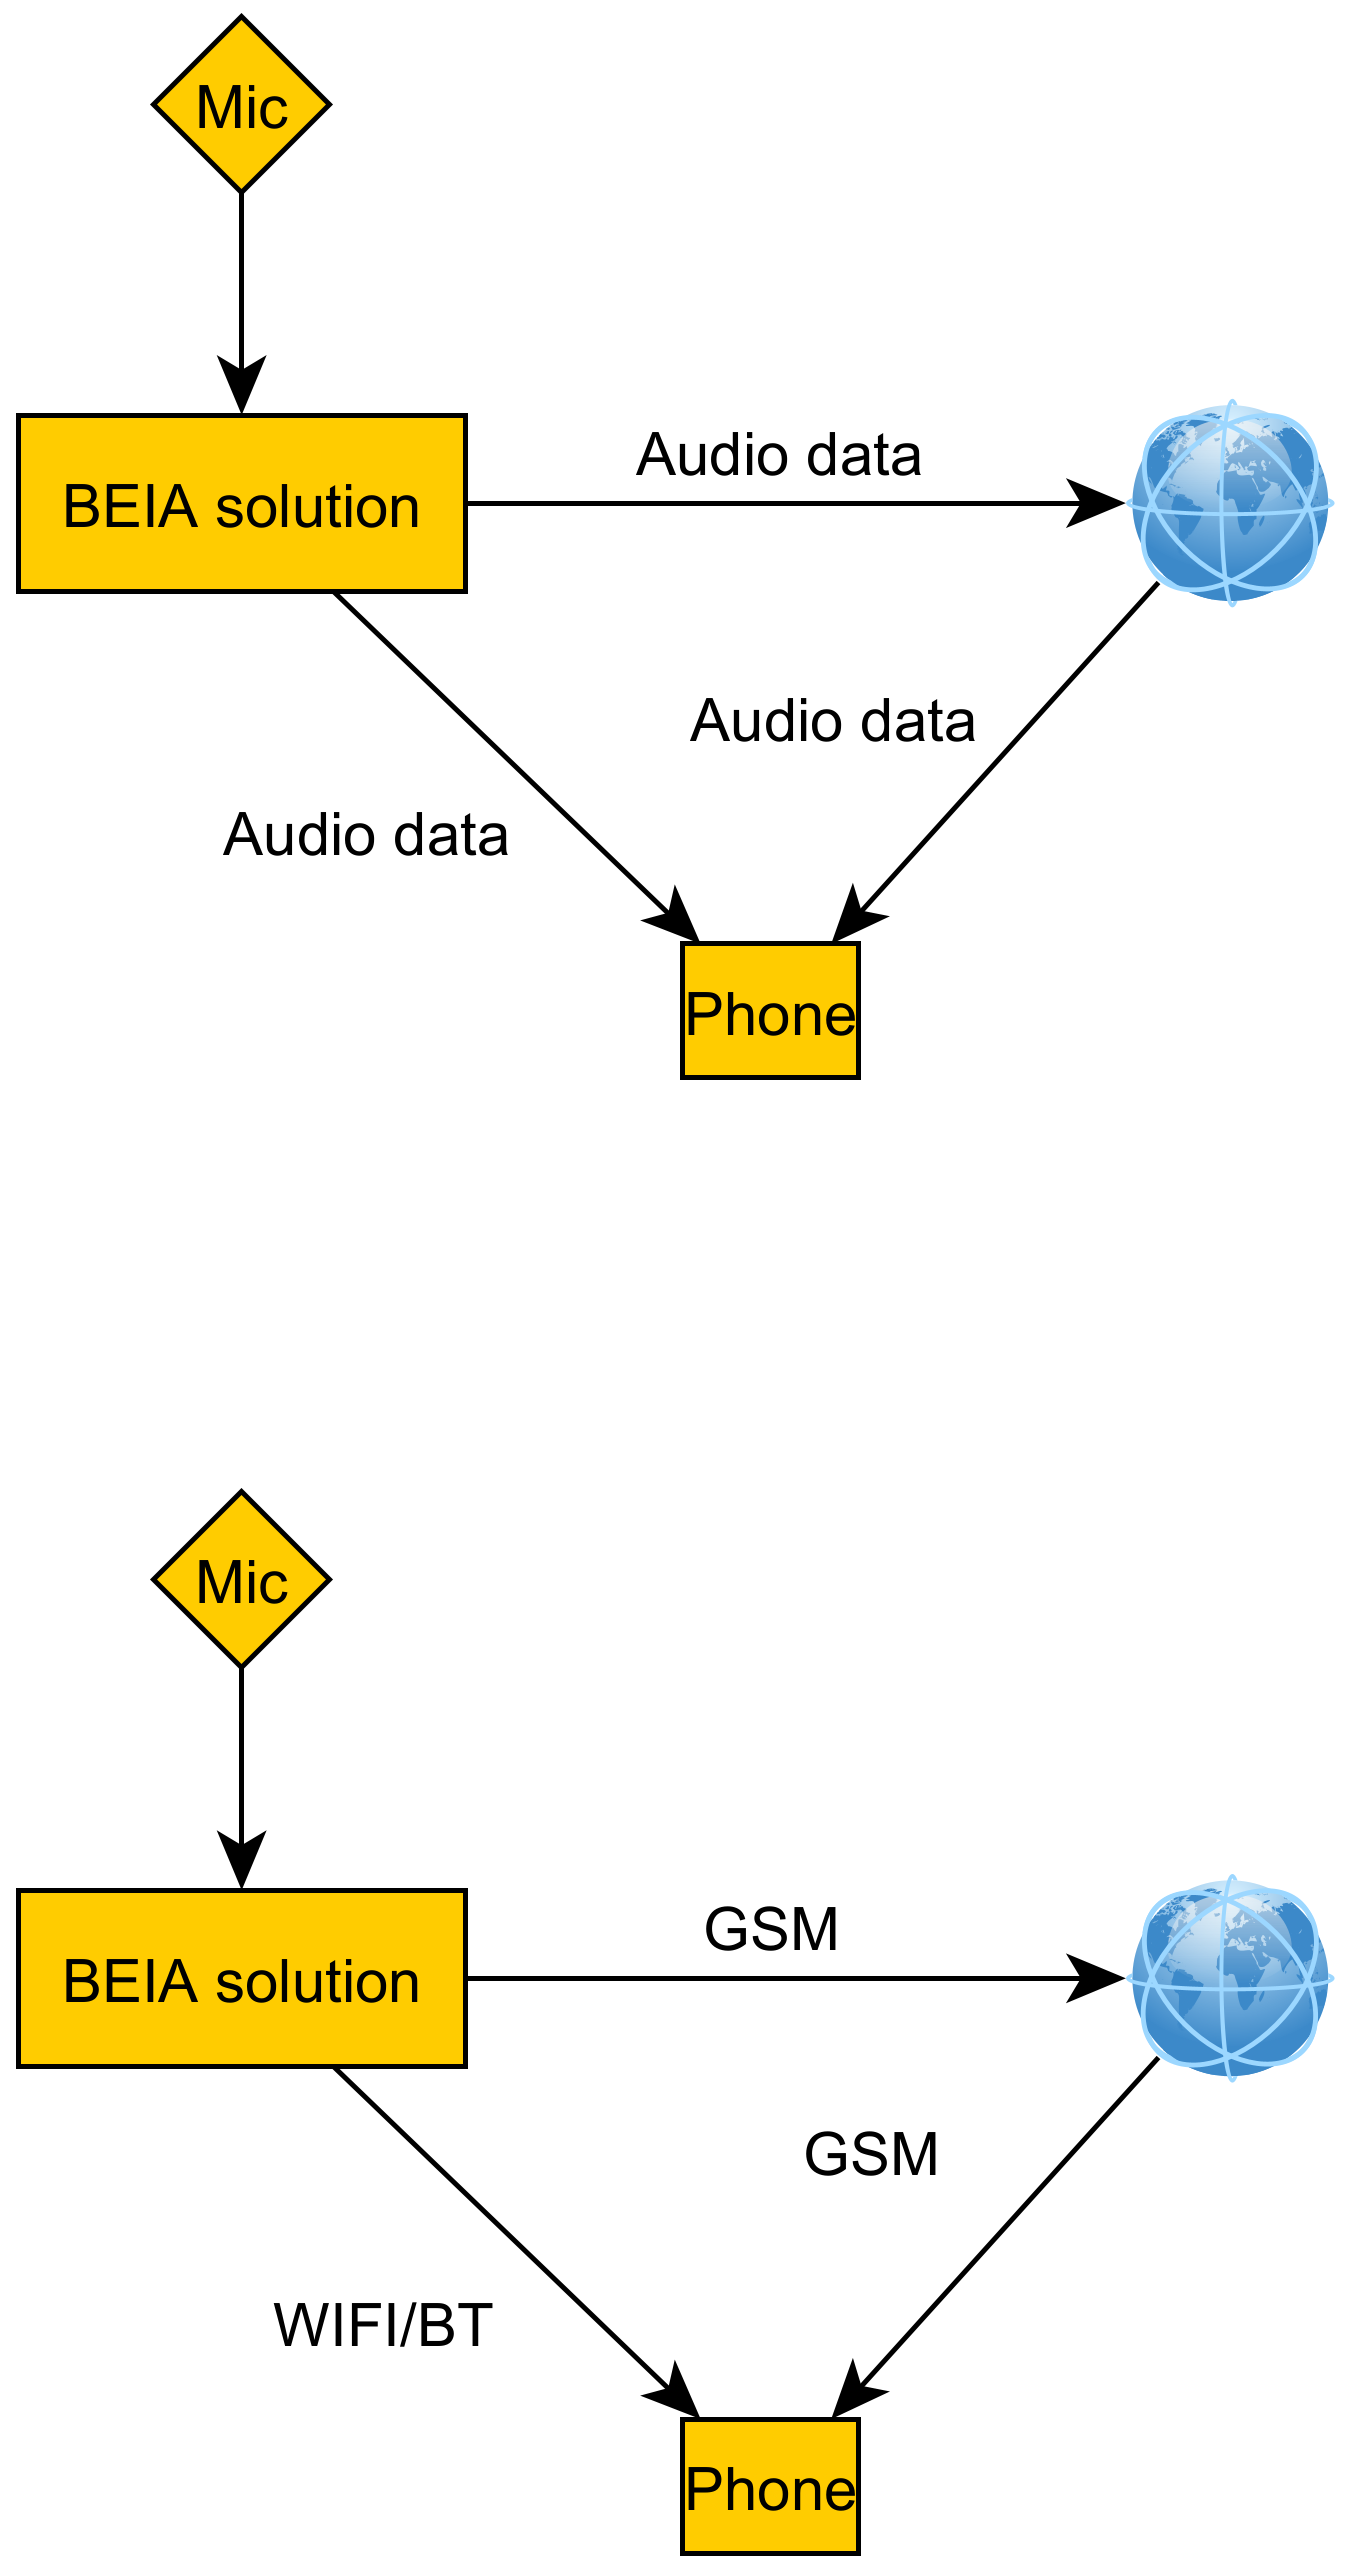 Mic
BEIA solution
Audio data
Audio data
Audio data
Phone
Mic
BEIA solution
GSM
GSM
WIFI/BT
Phone